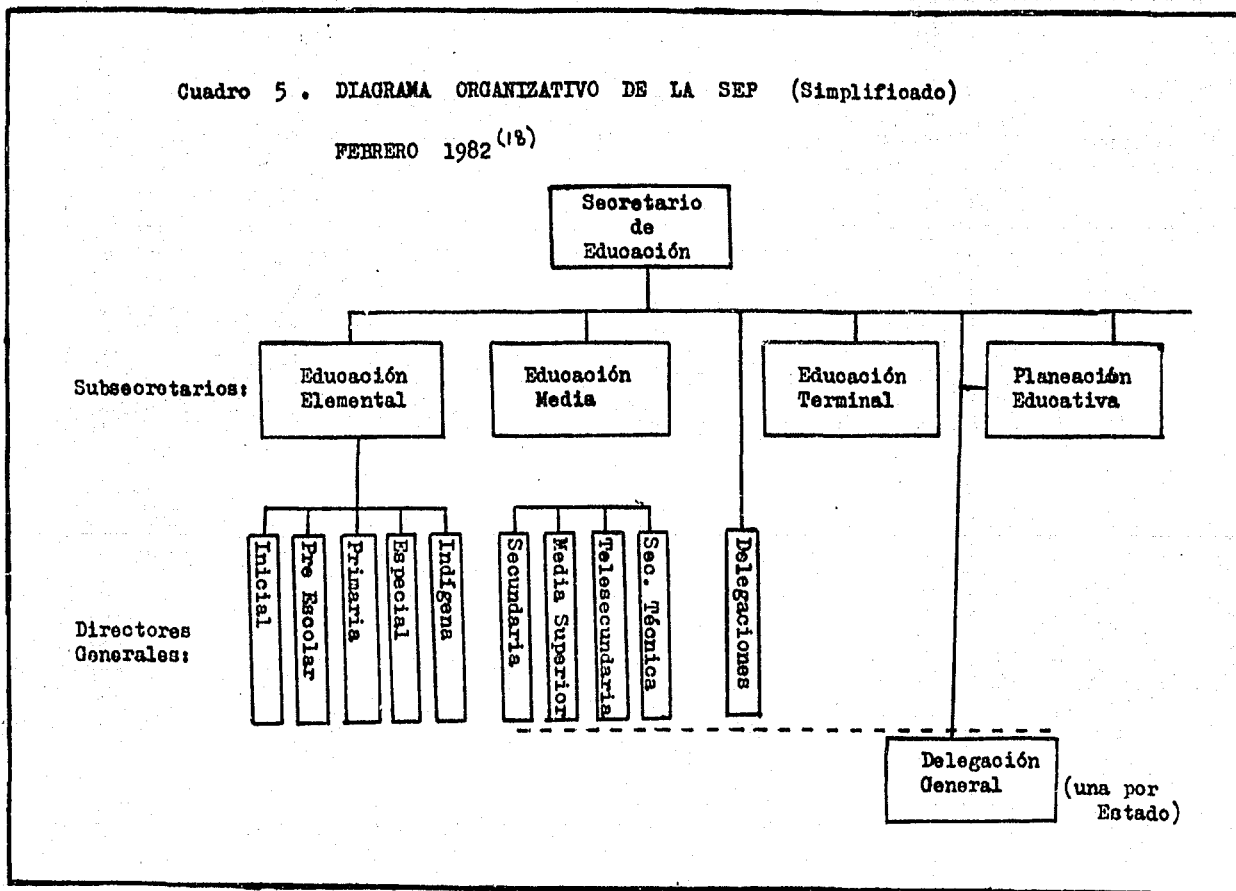 Cuadro 5 . DIAGRAMA ORGANIZATIVO DE LA SEP (Simplificado)
FEBRERO 1982 (18)
Secretario
de
Educación
Subsecretarios:
Educación
Elemental
Educación
Media
Educación
Terminal
Planeación
Educativa
Directores
Generales:
Inicial
Pre Escolar
Primaria
Especial
Indígena
Secundaria
Media Superior
Telesecundaria
Sec. Técnica
Delegaciones
Delegación
General
(una por
Estado)